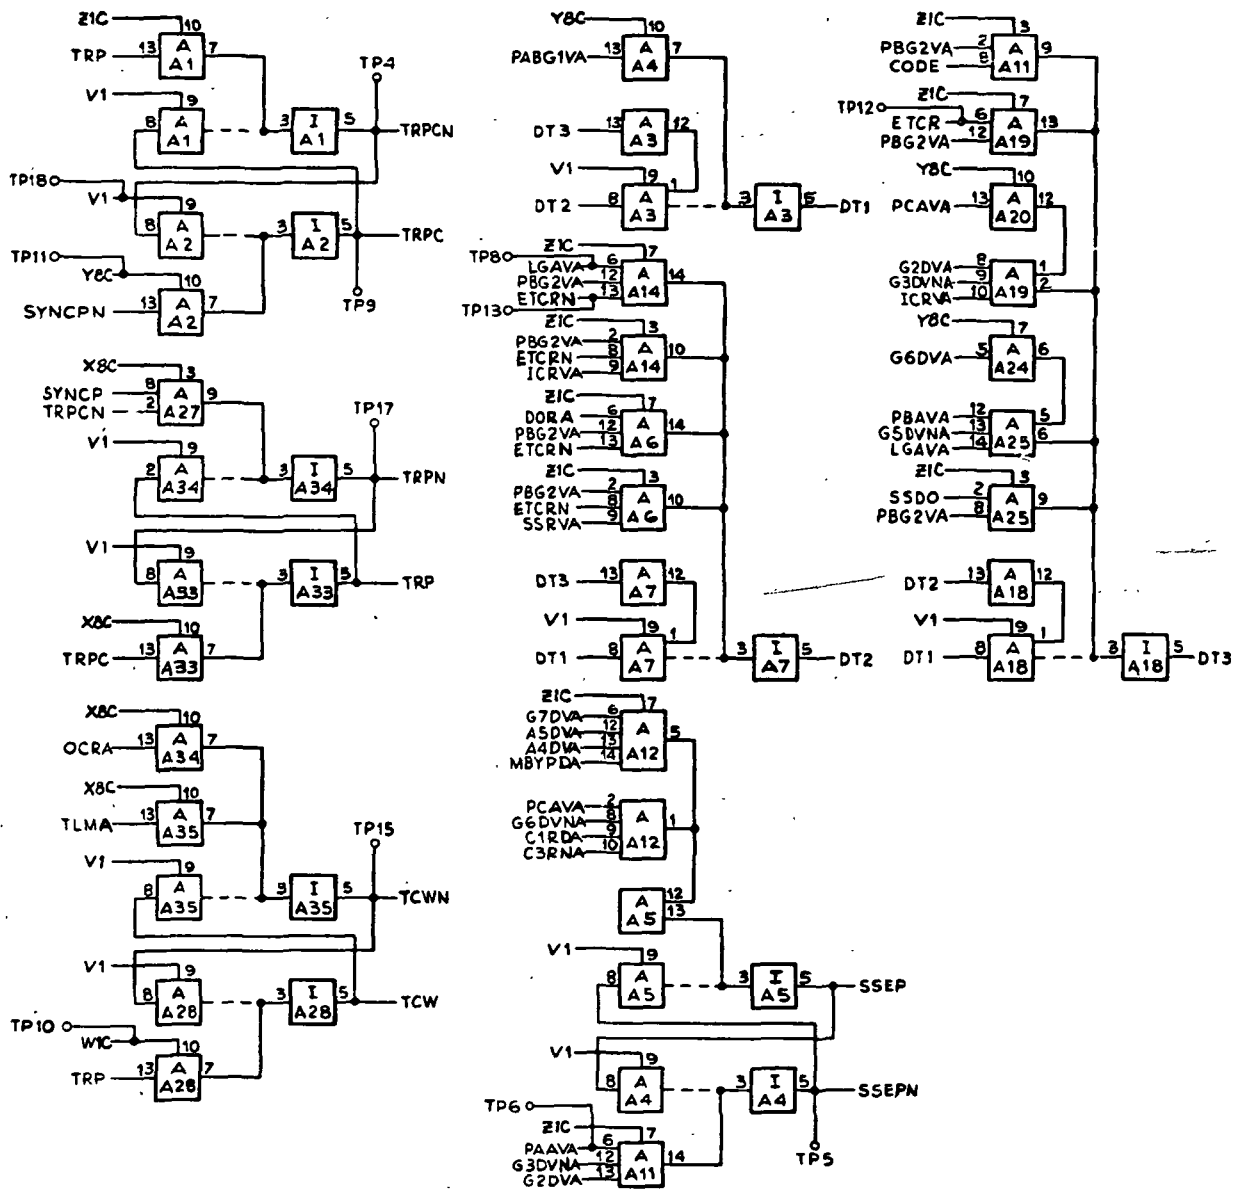 Z1C
10
TRP 13 A A1 7
TP4
V1
9
8 A A1 3 I A1 5 TRPCN
TP18
V1
9
8 A A2 3 I A2 5 TRPC
TP11
Y8C
10
SYNCPN 13 A A2 7
TP9
X8C
3
SYNCP 8 A 9
TRPCN 2 A27
TP17
V1
9
2 A A34 3 I A34 5 TRPN
V1
9
8 A A33 3 I A33 5 TRP
X8C
10
TRPC 13 A A33 7
X8C
10
OCRA 13 A A34 7
X8C
10
TLMA 13 A A35 7
TP15
V1
9
8 A A35 3 I A35 5 TCWN
V1
9
8 A A28 3 I A28 5 TCW
TP10
W1C
10
TRP 13 A A28 7
Y8C
10
PABG1VA 13 A A4 7
DT3 13 A A3 12
V1
9 1
DT2 8 A A3 3 I A3 5 DT1
Z1C
7
TP8
LGAVA 6 A 14
PBG2VA 12 A14
ETCRN 13
TP13
Z1C
3
PBG2VA 2 A 10
ETCRN 8 A14
ICRVA 9
Z1C
7
DORA 6 A 14
PBG2VA 12 A6
ETCRN 13
Z1C
3
PBG2VA 2 A 10
ETCRN 8 A6
SSRVA 9
DT3 13 A A7 12
V1
9 1
DT1 8 A A7 3 I A7 5 DT2
Z1C
7
G7DVA 6 A 5
A5DVA 12
A4DVA 13 A12
MBYPDA 14
PCAVA 2 A 1
G6DVNA 8
C1RDA 9 A12
C3RNA 10
A A5 12
13
V1
9
8 A A5 3 I A5 5 SSEP
V1
9
8 A A4 3 I A4 5 SSEPN
TP6
Z1C
7
PAAVA 6 A 14
G3DVNA 12 A11
G2DVA 13
TP5
Z1C
3
PBG2VA 2 A 9
CODE 8 A11
Z1C
7
TP12
ETCR 6 A 13
PBG2VA 12 A19
Y8C
10
PCAVA 13 A A20 12
G2DVA 8 A 1
G3DVNA 9 A19 2
ICRVA 10
Y8C
7
G6DVA 5 A A24 6
PBAVA 12 A 5
G5DVNA 13 A25 6
LGAVA 14
Z1C
3
SSDO 2 A 9
PBG2VA 8 A25
DT2 13 A A18 12
V1
9 1
DT1 8 A A18 3 I A18 5 DT3